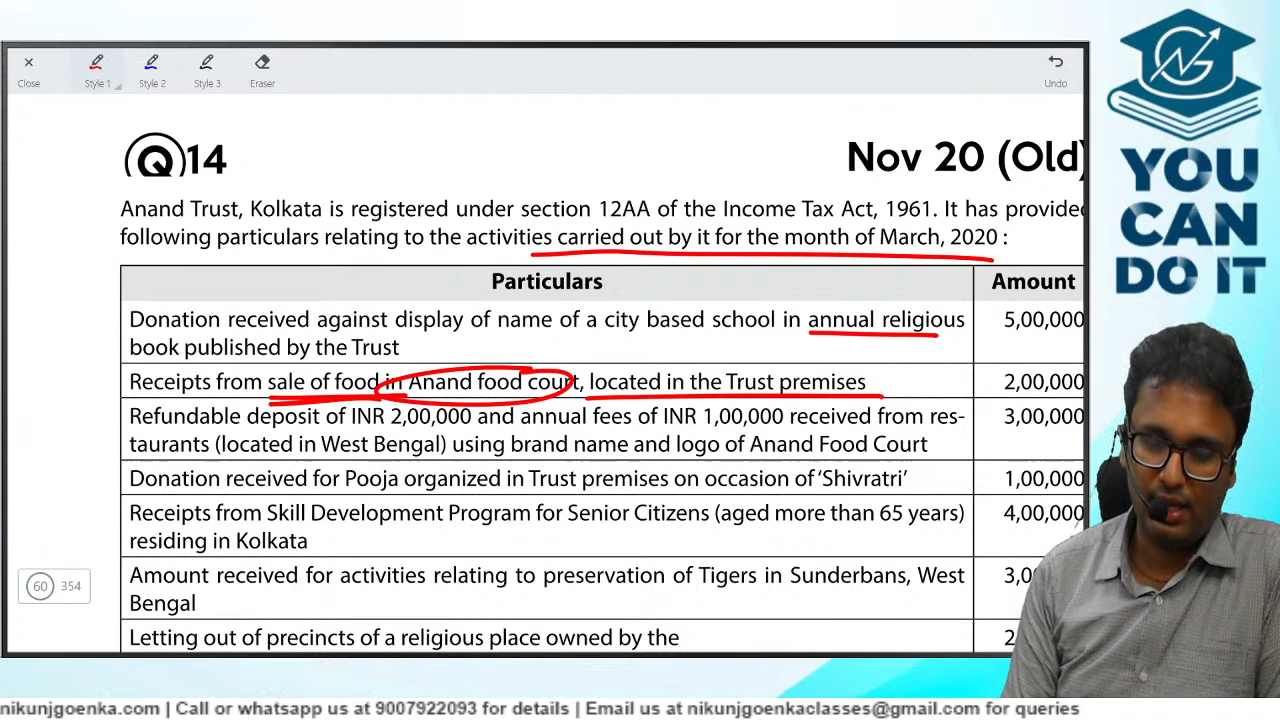 Close
Style 1
Style 2
Style 3
Eraser
Undo
Q14
Nov 20 (Old)
Anand Trust, Kolkata is registered under section 12AA of the Income Tax Act, 1961. It has provided
following particulars relating to the activities carried out by it for the month of March, 2020 :
Particulars Amount
Donation received against display of name of a city based school in annual religious 5,00,000
book published by the Trust
Receipts from sale of food in Anand food court, located in the Trust premises 2,00,000
Refundable deposit of INR 2,00,000 and annual fees of INR 1,00,000 received from res- 3,00,000
taurants (located in West Bengal) using brand name and logo of Anand Food Court
Donation received for Pooja organized in Trust premises on occasion of 'Shivratri' 1,00,000
Receipts from Skill Development Program for Senior Citizens (aged more than 65 years) 4,00,000
residing in Kolkata
Amount received for activities relating to preservation of Tigers in Sunderbans, West
Bengal
Letting out of precincts of a religious place owned by the
60 354
YOU
CAN
DO IT
nikunjgoenka.com | Call or whatsapp us at 9007922093 for details | Email us at nikunjgoenkaclasses@gmail.com for queries